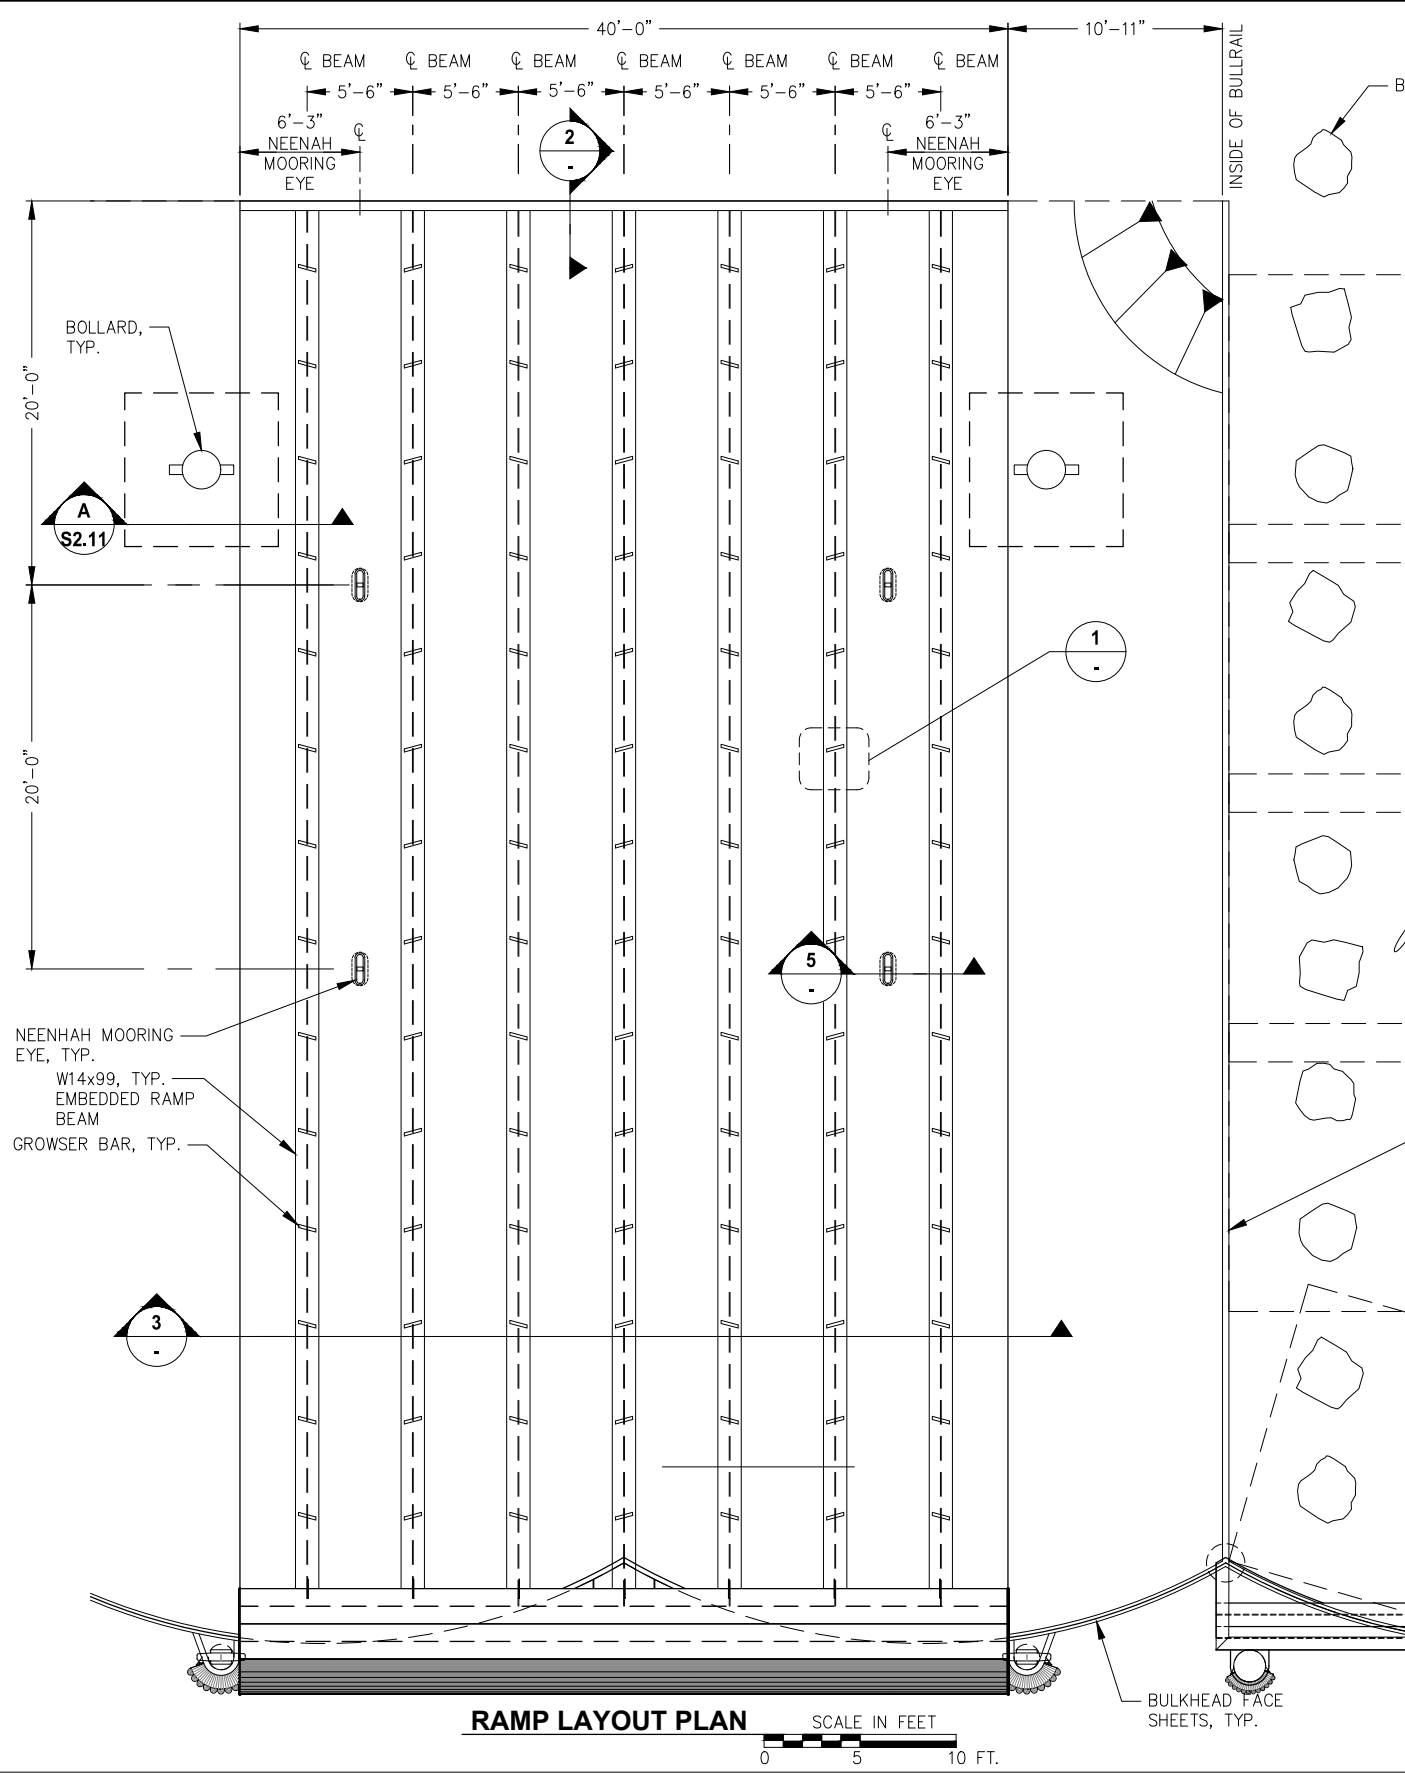 40'-0"
10'-11"
℄ BEAM
℄ BEAM
℄ BEAM
℄ BEAM
℄ BEAM
℄ BEAM
℄ BEAM
B
5'-6"
5'-6"
5'-6"
5'-6"
5'-6"
5'-6"
INSIDE OF BULLRAIL
6'-3"
NEENAH
MOORING
EYE
℄
2
-
℄
6'-3"
NEENAH
MOORING
EYE
BOLLARD,
TYP.
20'-0"
A
S2.11
1
-
20'-0"
5
-
NEENHAH MOORING
EYE, TYP.
W14x99, TYP.
EMBEDDED RAMP
BEAM
GROWSER BAR, TYP.
3
-
BULKHEAD FACE
SHEETS, TYP.
RAMP LAYOUT PLAN
SCALE IN FEET
0 5 10 FT.